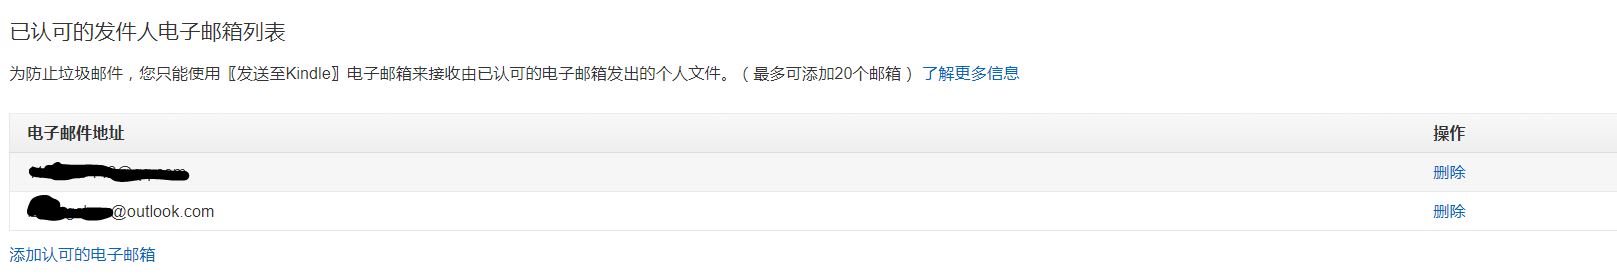 已认可的发件人电子邮箱列表
为防止垃圾邮件，您只能使用〖发送至Kindle〗电子邮箱来接收由已认可的电子邮箱发出的个人文件。（最多可添加20个邮箱） 了解更多信息
电子邮件地址 操作
删除
@outlook.com 删除
添加认可的电子邮箱